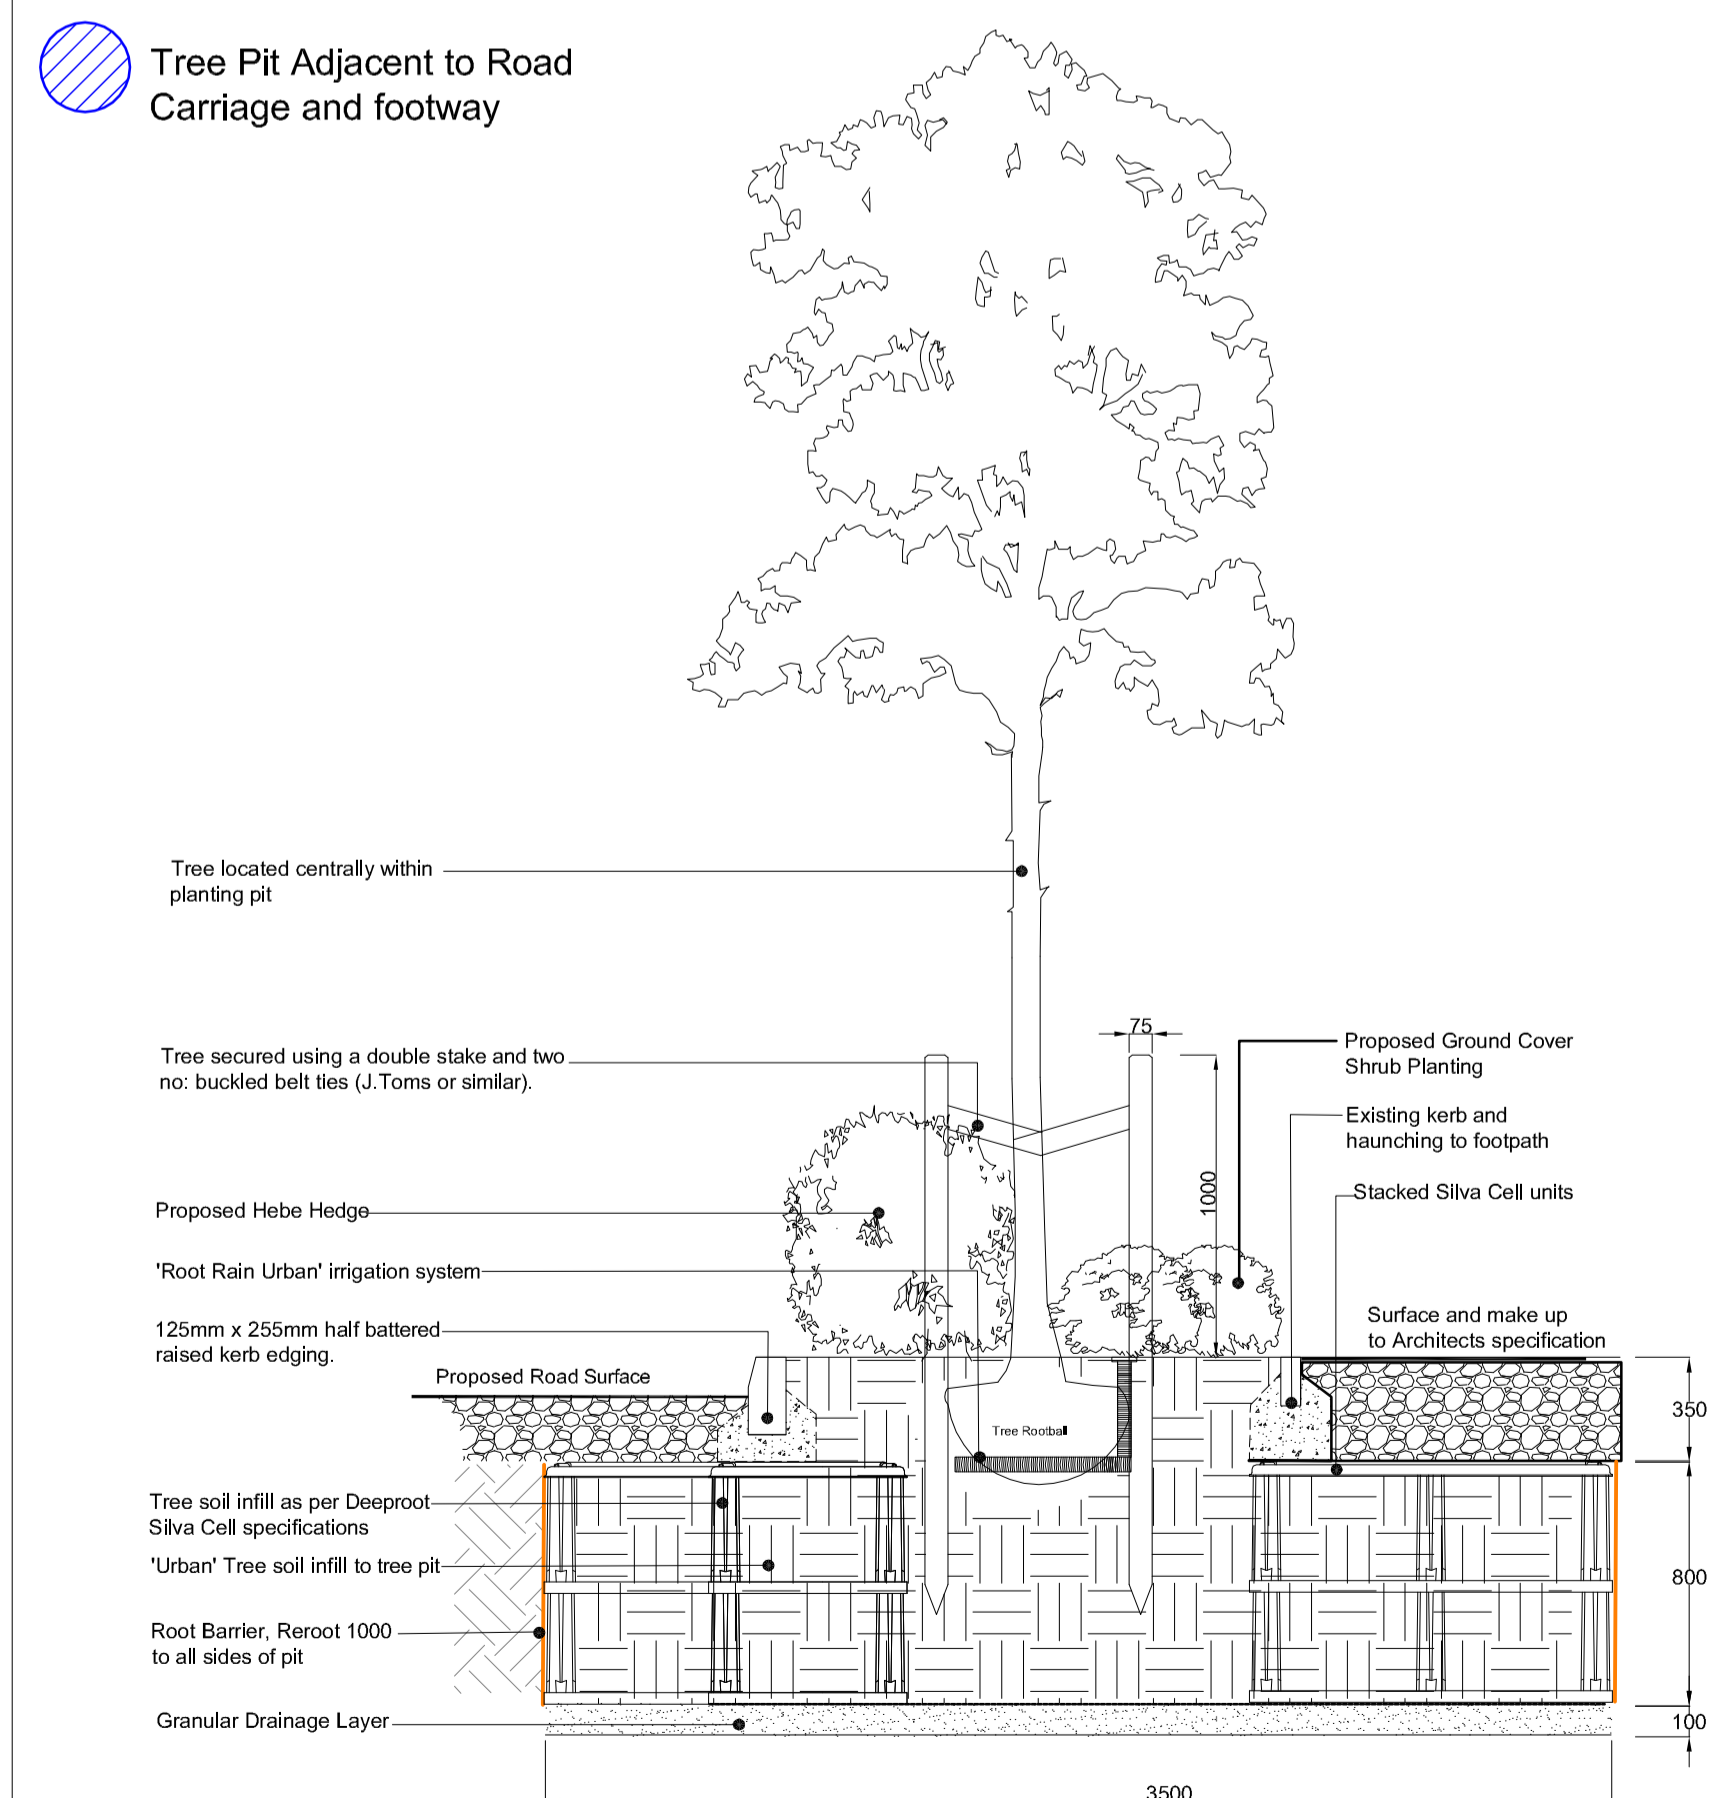 Tree Pit Adjacent to Road
Carriage and footway
Tree located centrally within
planting pit
75
Tree secured using a double stake and two
no: buckled belt ties (J.Toms or similar).
Proposed Ground Cover
Shrub Planting
Existing kerb and
haunching to footpath
1000
Stacked Silva Cell units
Proposed Hebe Hedge
'Root Rain Urban' irrigation system
125mm x 255mm half battered
raised kerb edging.
Surface and make up
to Architects specification
Proposed Road Surface
350
Tree Rootball
Tree soil infill as per Deeproot
Silva Cell specifications
'Urban' Tree soil infill to tree pit
800
Root Barrier, Reroot 1000
to all sides of pit
Granular Drainage Layer
100
3500